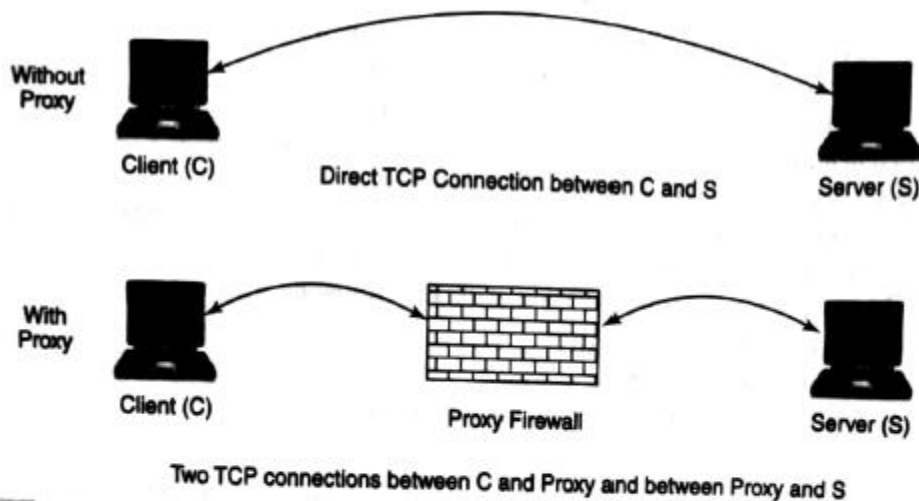 Without
Proxy
Client (C)
Direct TCP Connection between C and S
Server (S)
With
Proxy
Client (C)
Proxy Firewall
Server (S)
Two TCP connections between C and Proxy and between Proxy and S